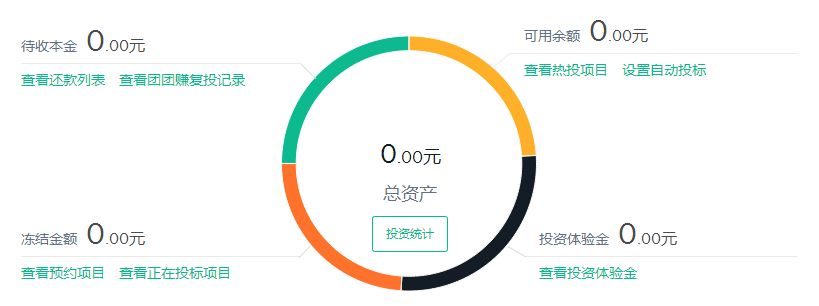 待收本金 0.00元
查看还款列表 查看团团赚复投记录
可用余额 0.00元
查看热投项目 设置自动投标
0.00元
总资产
投资统计
冻结金额 0.00元
查看预约项目 查看正在投标项目
投资体验金 0.00元
查看投资体验金